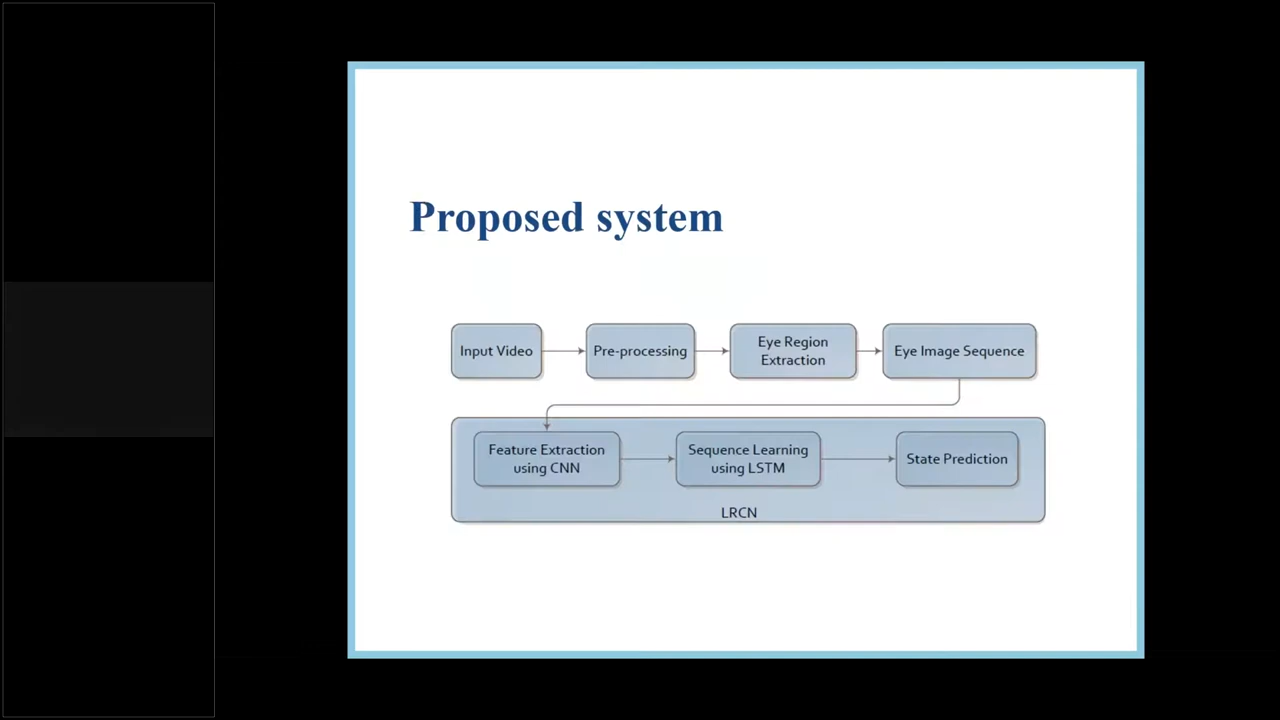 Proposed system
Input Video
Pre-processing
Eye Region
Extraction
Eye Image Sequence
Feature Extraction
using CNN
Sequence Learning
using LSTM
State Prediction
LRCN